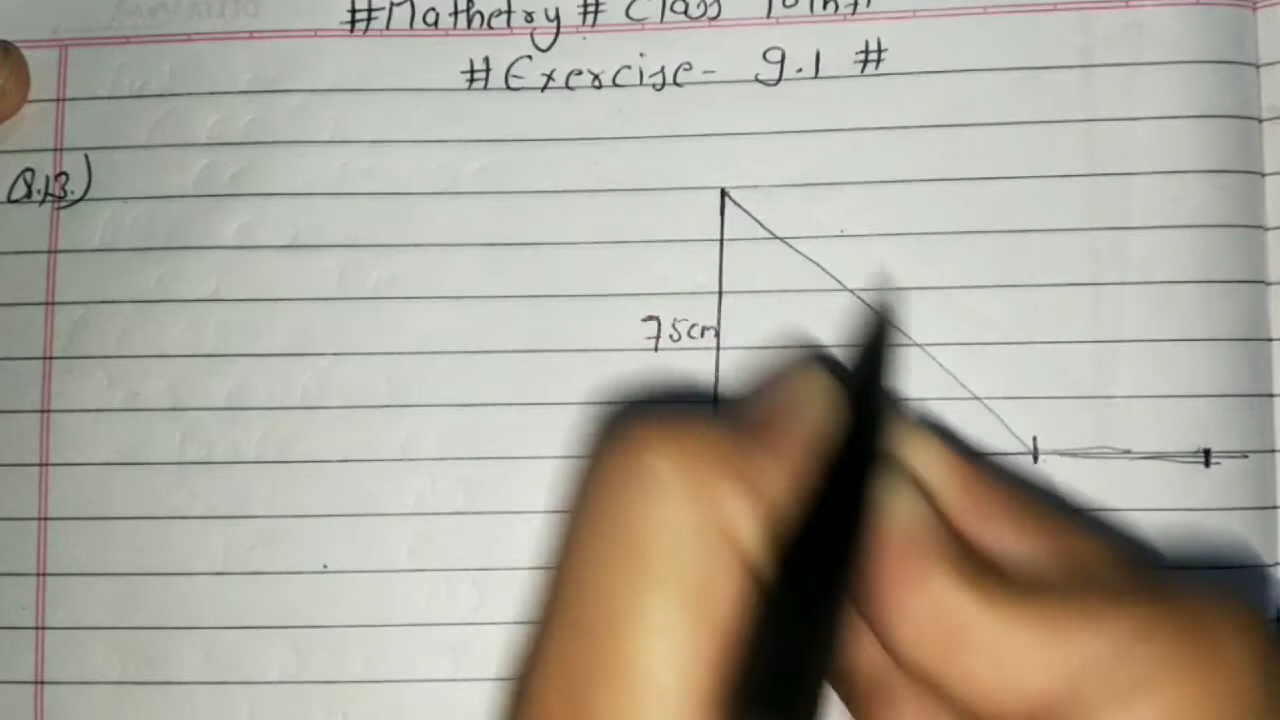 #Mathetry # Class
#Exercise- 9.1 #
Q.13.)
75cm